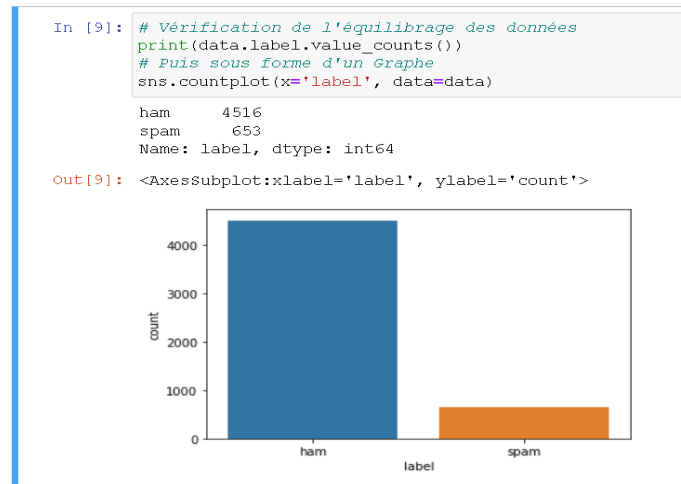 In [9]: # Vérification de l'équilibrage des données
print(data.label.value_counts())
# Puis sous forme d'un Graphe
sns.countplot(x='label', data=data)
ham 4516
spam 653
Name: label, dtype: int64
Out[9]: <AxesSubplot:xlabel='label', ylabel='count'>
4000
3000
2000
1000
0
count
ham spam
label